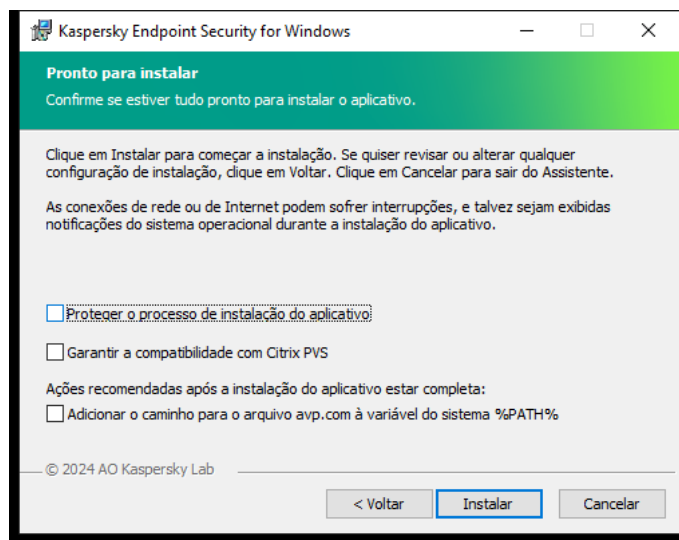 Kaspersky Endpoint Security for Windows
Pronto para instalar
Confirme se estiver tudo pronto para instalar o aplicativo.
Clique em Instalar para começar a instalação. Se quiser revisar ou alterar qualquer
configuração de instalação, clique em Voltar. Clique em Cancelar para sair do Assistente.
As conexões de rede ou de Internet podem sofrer interrupções, e talvez sejam exibidas
notificações do sistema operacional durante a instalação do aplicativo.
Proteger o processo de instalação do aplicativo
Garantir a compatibilidade com Citrix PVS
Ações recomendadas após a instalação do aplicativo estar completa:
Adicionar o caminho para o arquivo avp.com à variável do sistema %PATH%
© 2024 AO Kaspersky Lab
< Voltar Instalar Cancelar